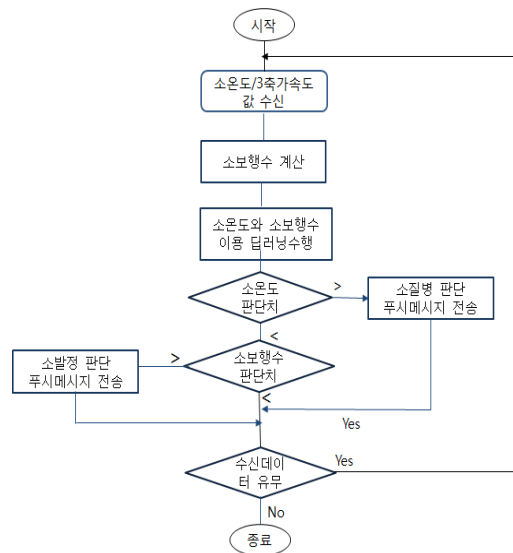 시작
소온도/3축가속도
값 수신
소보행수 계산
소온도와 소보행수
이용 딥러닝수행
소온도
판단치
>
소질병 판단
푸시메시지 전송
<
소보행수
판단치
>
소발정 판단
푸시메시지 전송
<
Yes
수신데이
터 유무
Yes
No
종료